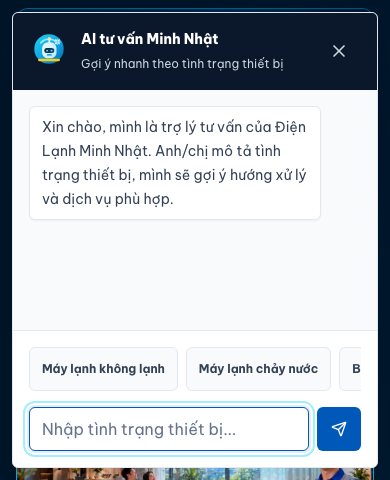 AI tư vấn Minh Nhật
Gợi ý nhanh theo tình trạng thiết bị
Xin chào, mình là trợ lý tư vấn của Điện
Lạnh Minh Nhật. Anh/chị mô tả tình
trạng thiết bị, mình sẽ gợi ý hướng xử lý
và dịch vụ phù hợp.
Máy lạnh không lạnh
Máy lạnh chảy nước
B
Nhập tình trạng thiết bị...